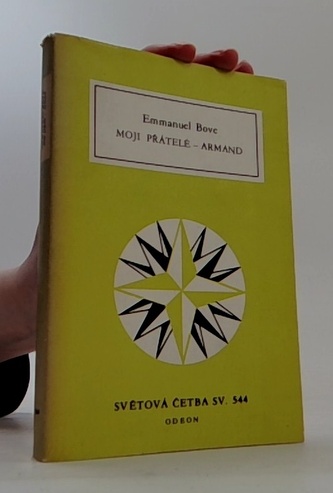 Emmanuel Bove
MOJI PŘÁTELÉ – ARMAND
SVĚTOVÁ ČETBA SV. 544
ODEON